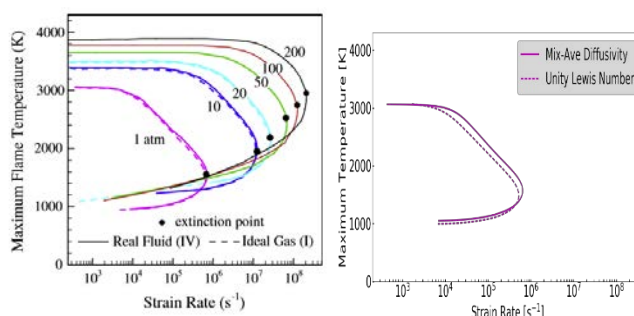 4000
3000
2000
1000
0
Maximum Flame Temperature (K)
200
100
50
20
10
1 atm
extinction point
Real Fluid (IV)
Ideal Gas (I)
10³
10⁴
10⁵
10⁶
10⁷
10⁸
Strain Rate (s⁻¹)
Mix-Ave Diffusivity
Unity Lewis Number
4000
3000
2000
1000
0
Maximum Temperature [K]
10³
10⁴
10⁵
10⁶
10⁷
10⁸
Strain Rate [s⁻¹]